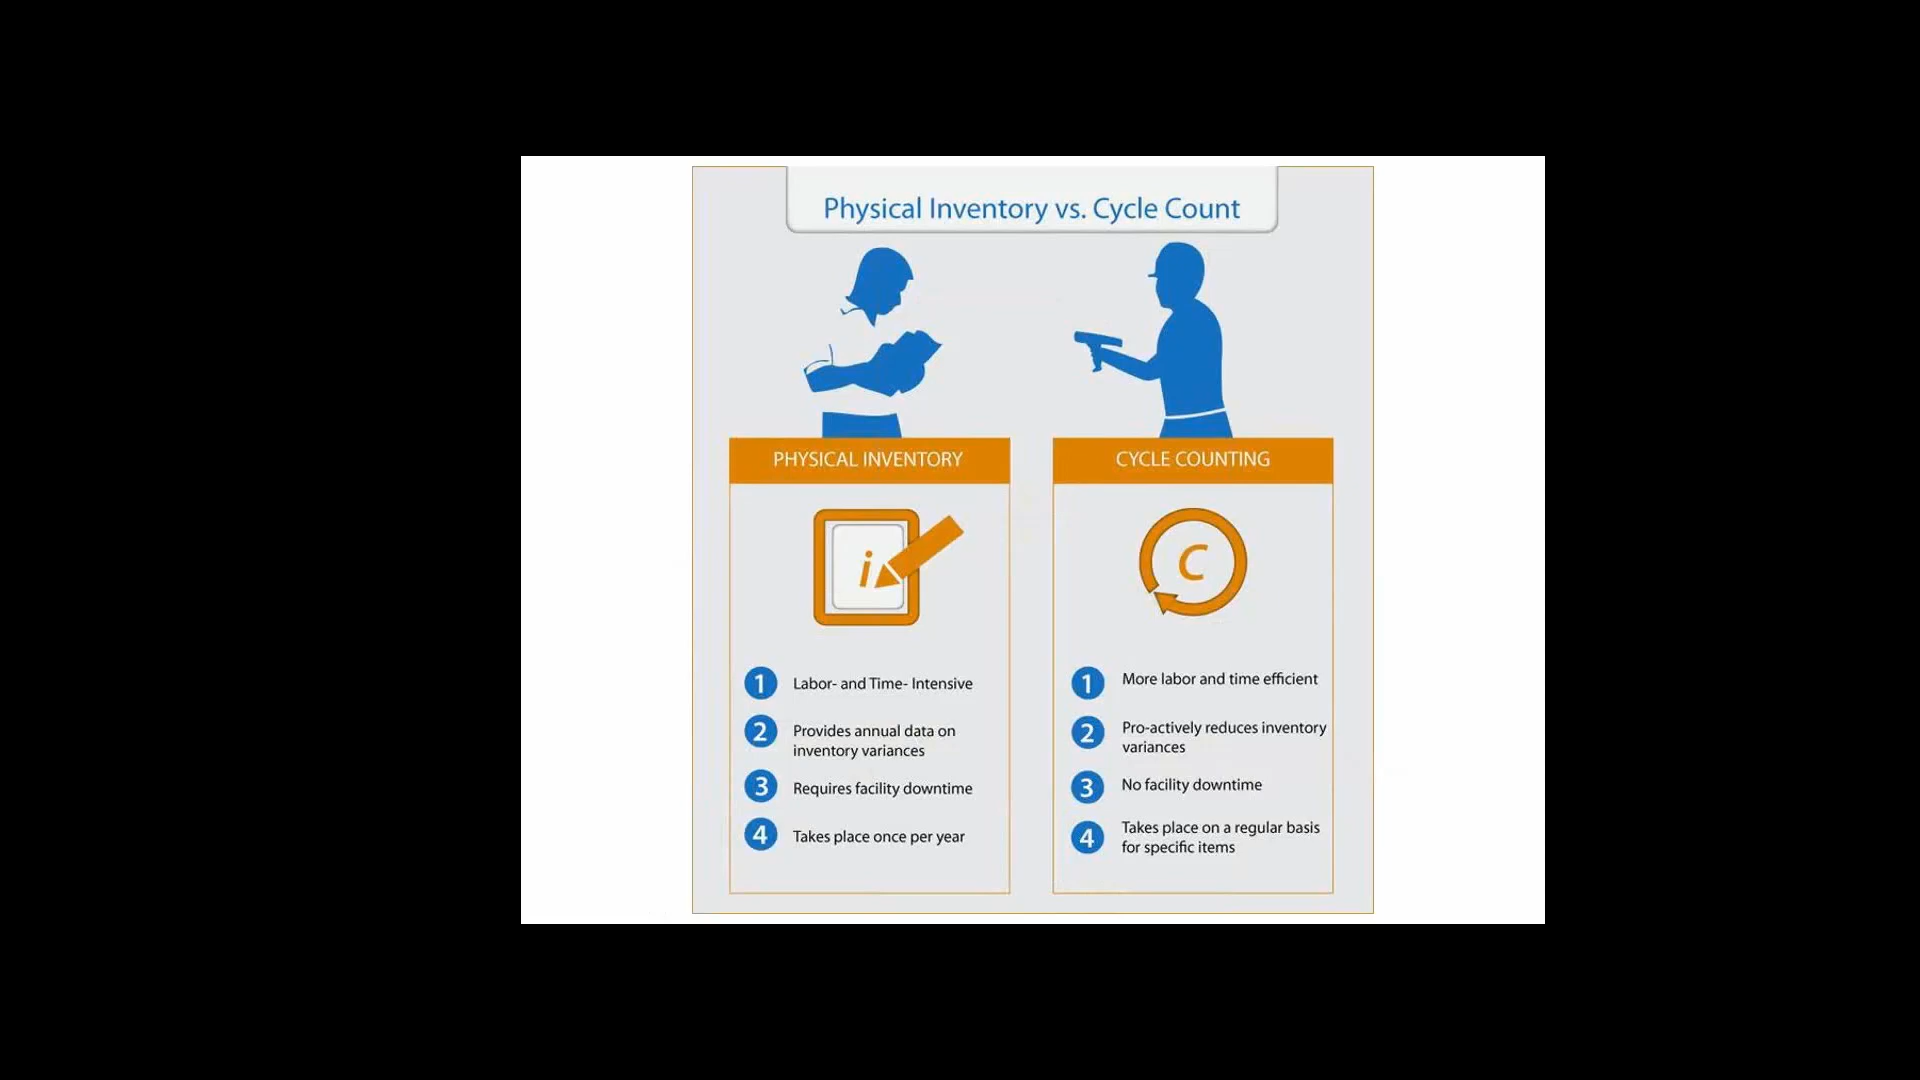 Physical Inventory vs. Cycle Count
PHYSICAL INVENTORY
i
1 Labor- and Time- Intensive
2 Provides annual data on
inventory variances
3 Requires facility downtime
4 Takes place once per year
CYCLE COUNTING
C
1 More labor and time efficient
2 Pro-actively reduces inventory
variances
3 No facility downtime
4 Takes place on a regular basis
for specific items